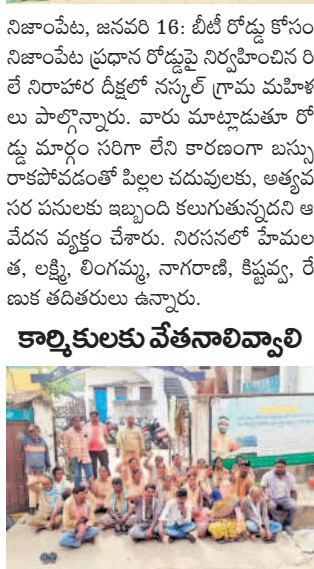 నిజాంపేట, జనవరి 16: బీటీ రోడ్డు కోసం
నిజాంపేట ప్రధాన రోడ్డుపై నిర్వహించిన రి
లే నిరాహార దీక్షలో నస్కల్ గ్రామ మహిళ
లు పాల్గొన్నారు. వారు మాట్లాడుతూ రో
డ్డు మార్గం సరిగా లేని కారణంగా బస్సు
రాకపోవడంతో పిల్లల చదువులకు, అత్యవ
సర పనులకు ఇబ్బంది కలుగుతున్నదని ఆ
వేదన వ్యక్తం చేశారు. నిరసనలో హేమల
త, లక్ష్మి, లింగమ్మ, నాగరాణి, కిష్టవ్వ, రే
ణుక తదితరులు ఉన్నారు.
కార్మికులకు వేతనాలివ్వాలి